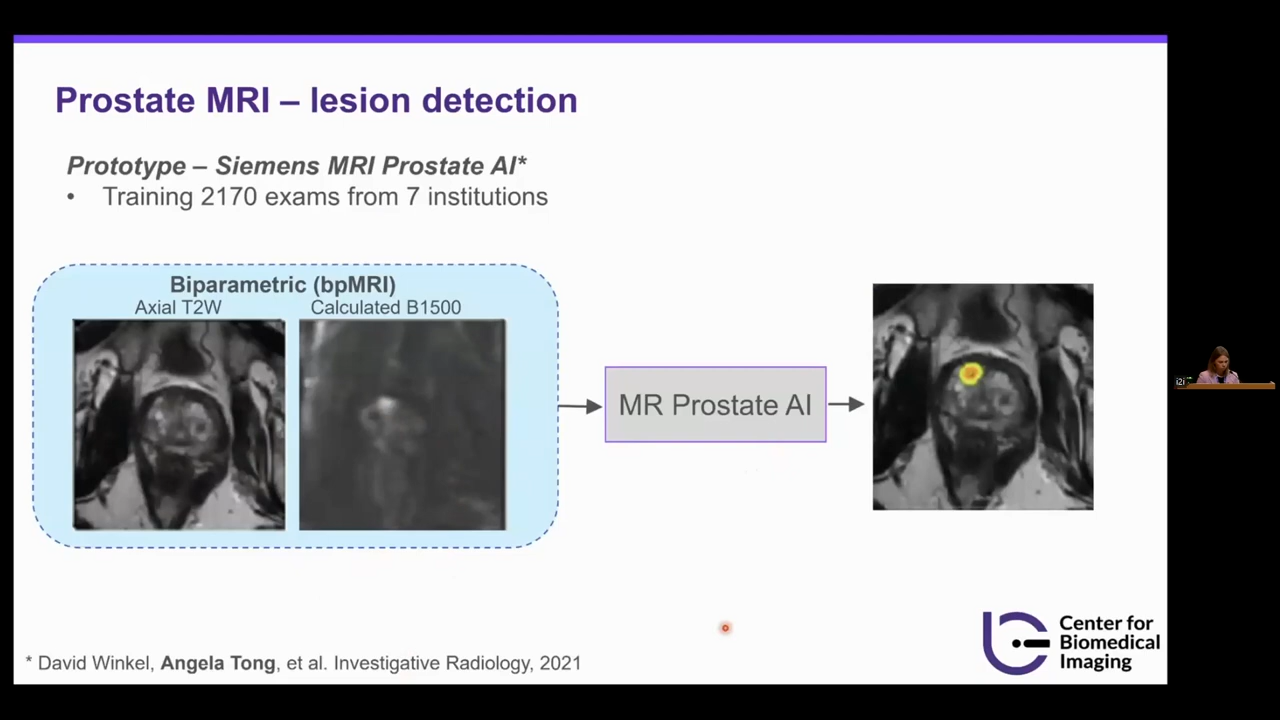 Prostate MRI – lesion detection
Prototype – Siemens MRI Prostate AI*
• Training 2170 exams from 7 institutions
Biparametric (bpMRI)
Axial T2W
Calculated B1500
MR Prostate AI
* David Winkel, Angela Tong, et al. Investigative Radiology, 2021
Center for
Biomedical
Imaging
i2i